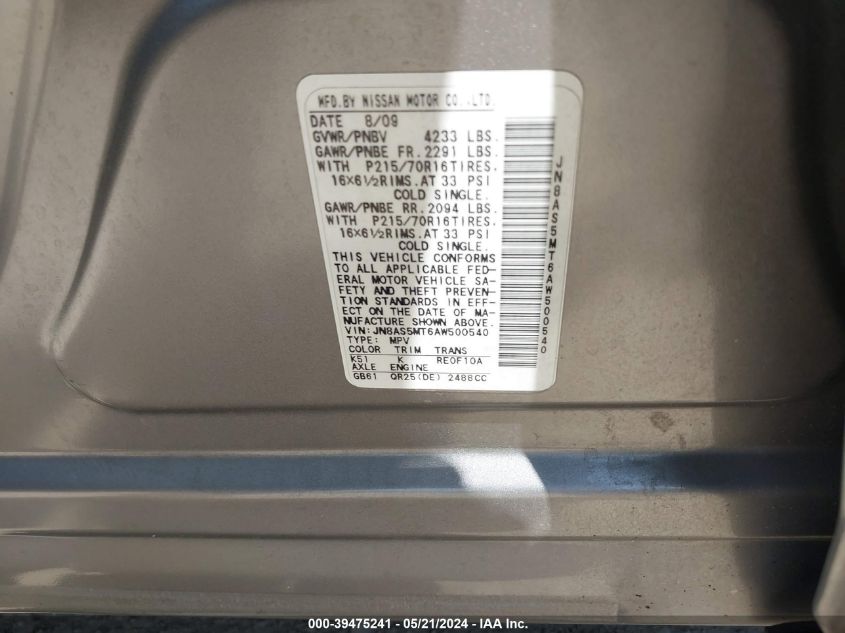 MFD.BY NISSAN MOTOR CO.,LTD.
DATE 8/09
GVWR/PNBV 4233 LBS.
GAWR/PNBE FR.2291 LBS.
WITH P215/70R16TIRES.
16X6½RIMS.AT 33 PSI
COLD SINGLE.
GAWR/PNBE RR.2094 LBS.
WITH P215/70R16TIRES.
16X6½RIMS.AT 33 PSI
COLD SINGLE.
THIS VEHICLE CONFORMS
TO ALL APPLICABLE FED-
ERAL MOTOR VEHICLE SA-
FETY AND THEFT PREVEN-
TION STANDARDS IN EFF-
ECT ON THE DATE OF MA-
NUFACTURE SHOWN ABOVE.
VIN:JN8AS5MT6AW500540
TYPE: MPV
COLOR TRIM TRANS
K51 K RE0F10A
AXLE ENGINE
GB61 QR25(DE) 2488CC
JN8AS5MT6AW500540
000-39475241 - 05/21/2024 - IAA Inc.